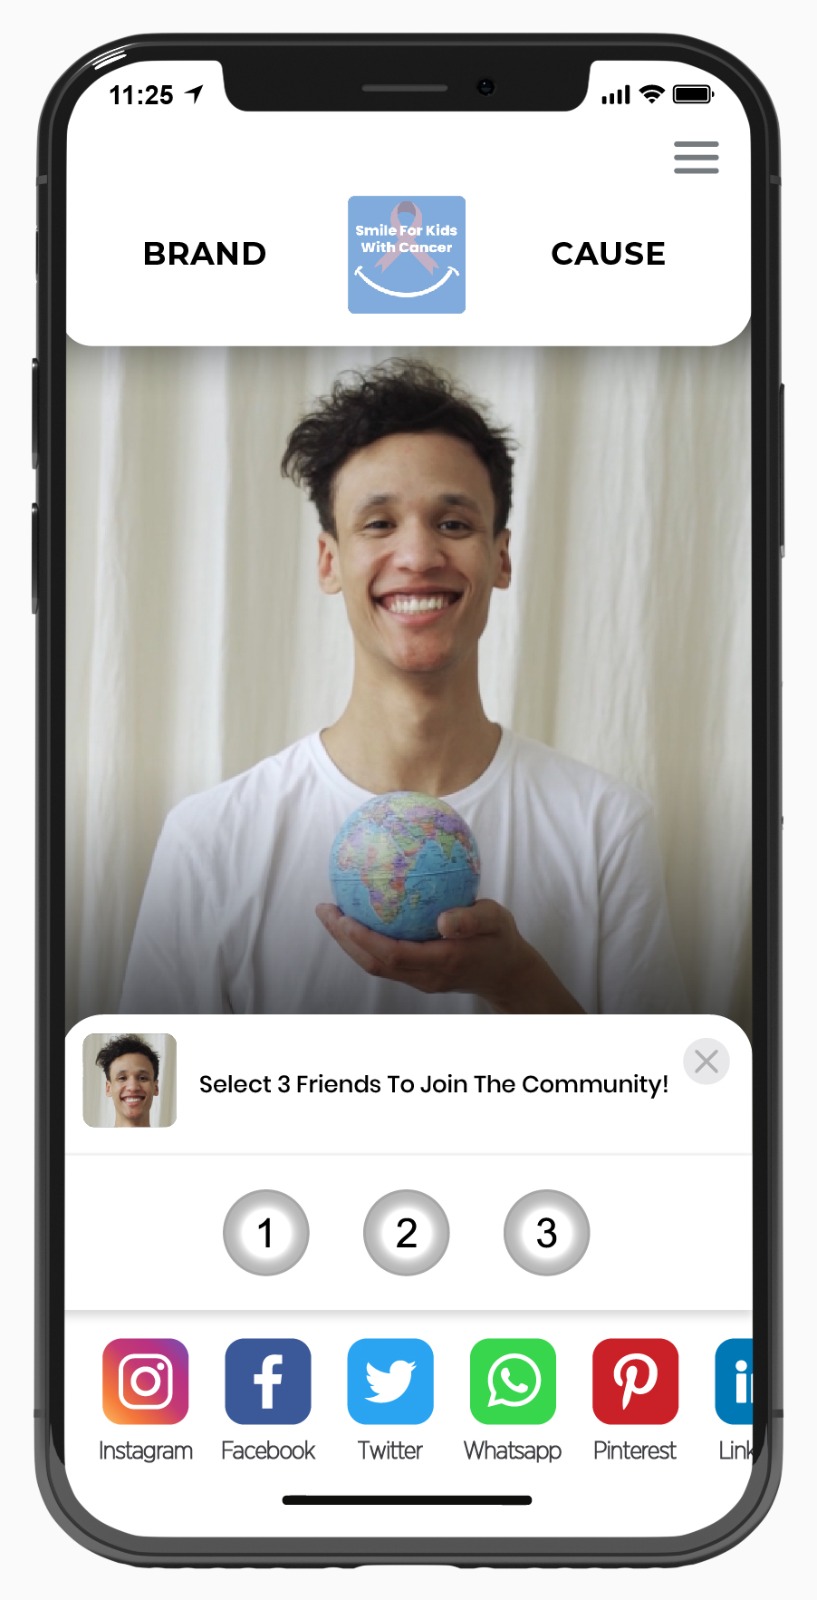 11:25
BRAND
Smile For Kids
With Cancer
CAUSE
Select 3 Friends To Join The Community!
1 2 3
Instagram Facebook Twitter Whatsapp Pinterest Link